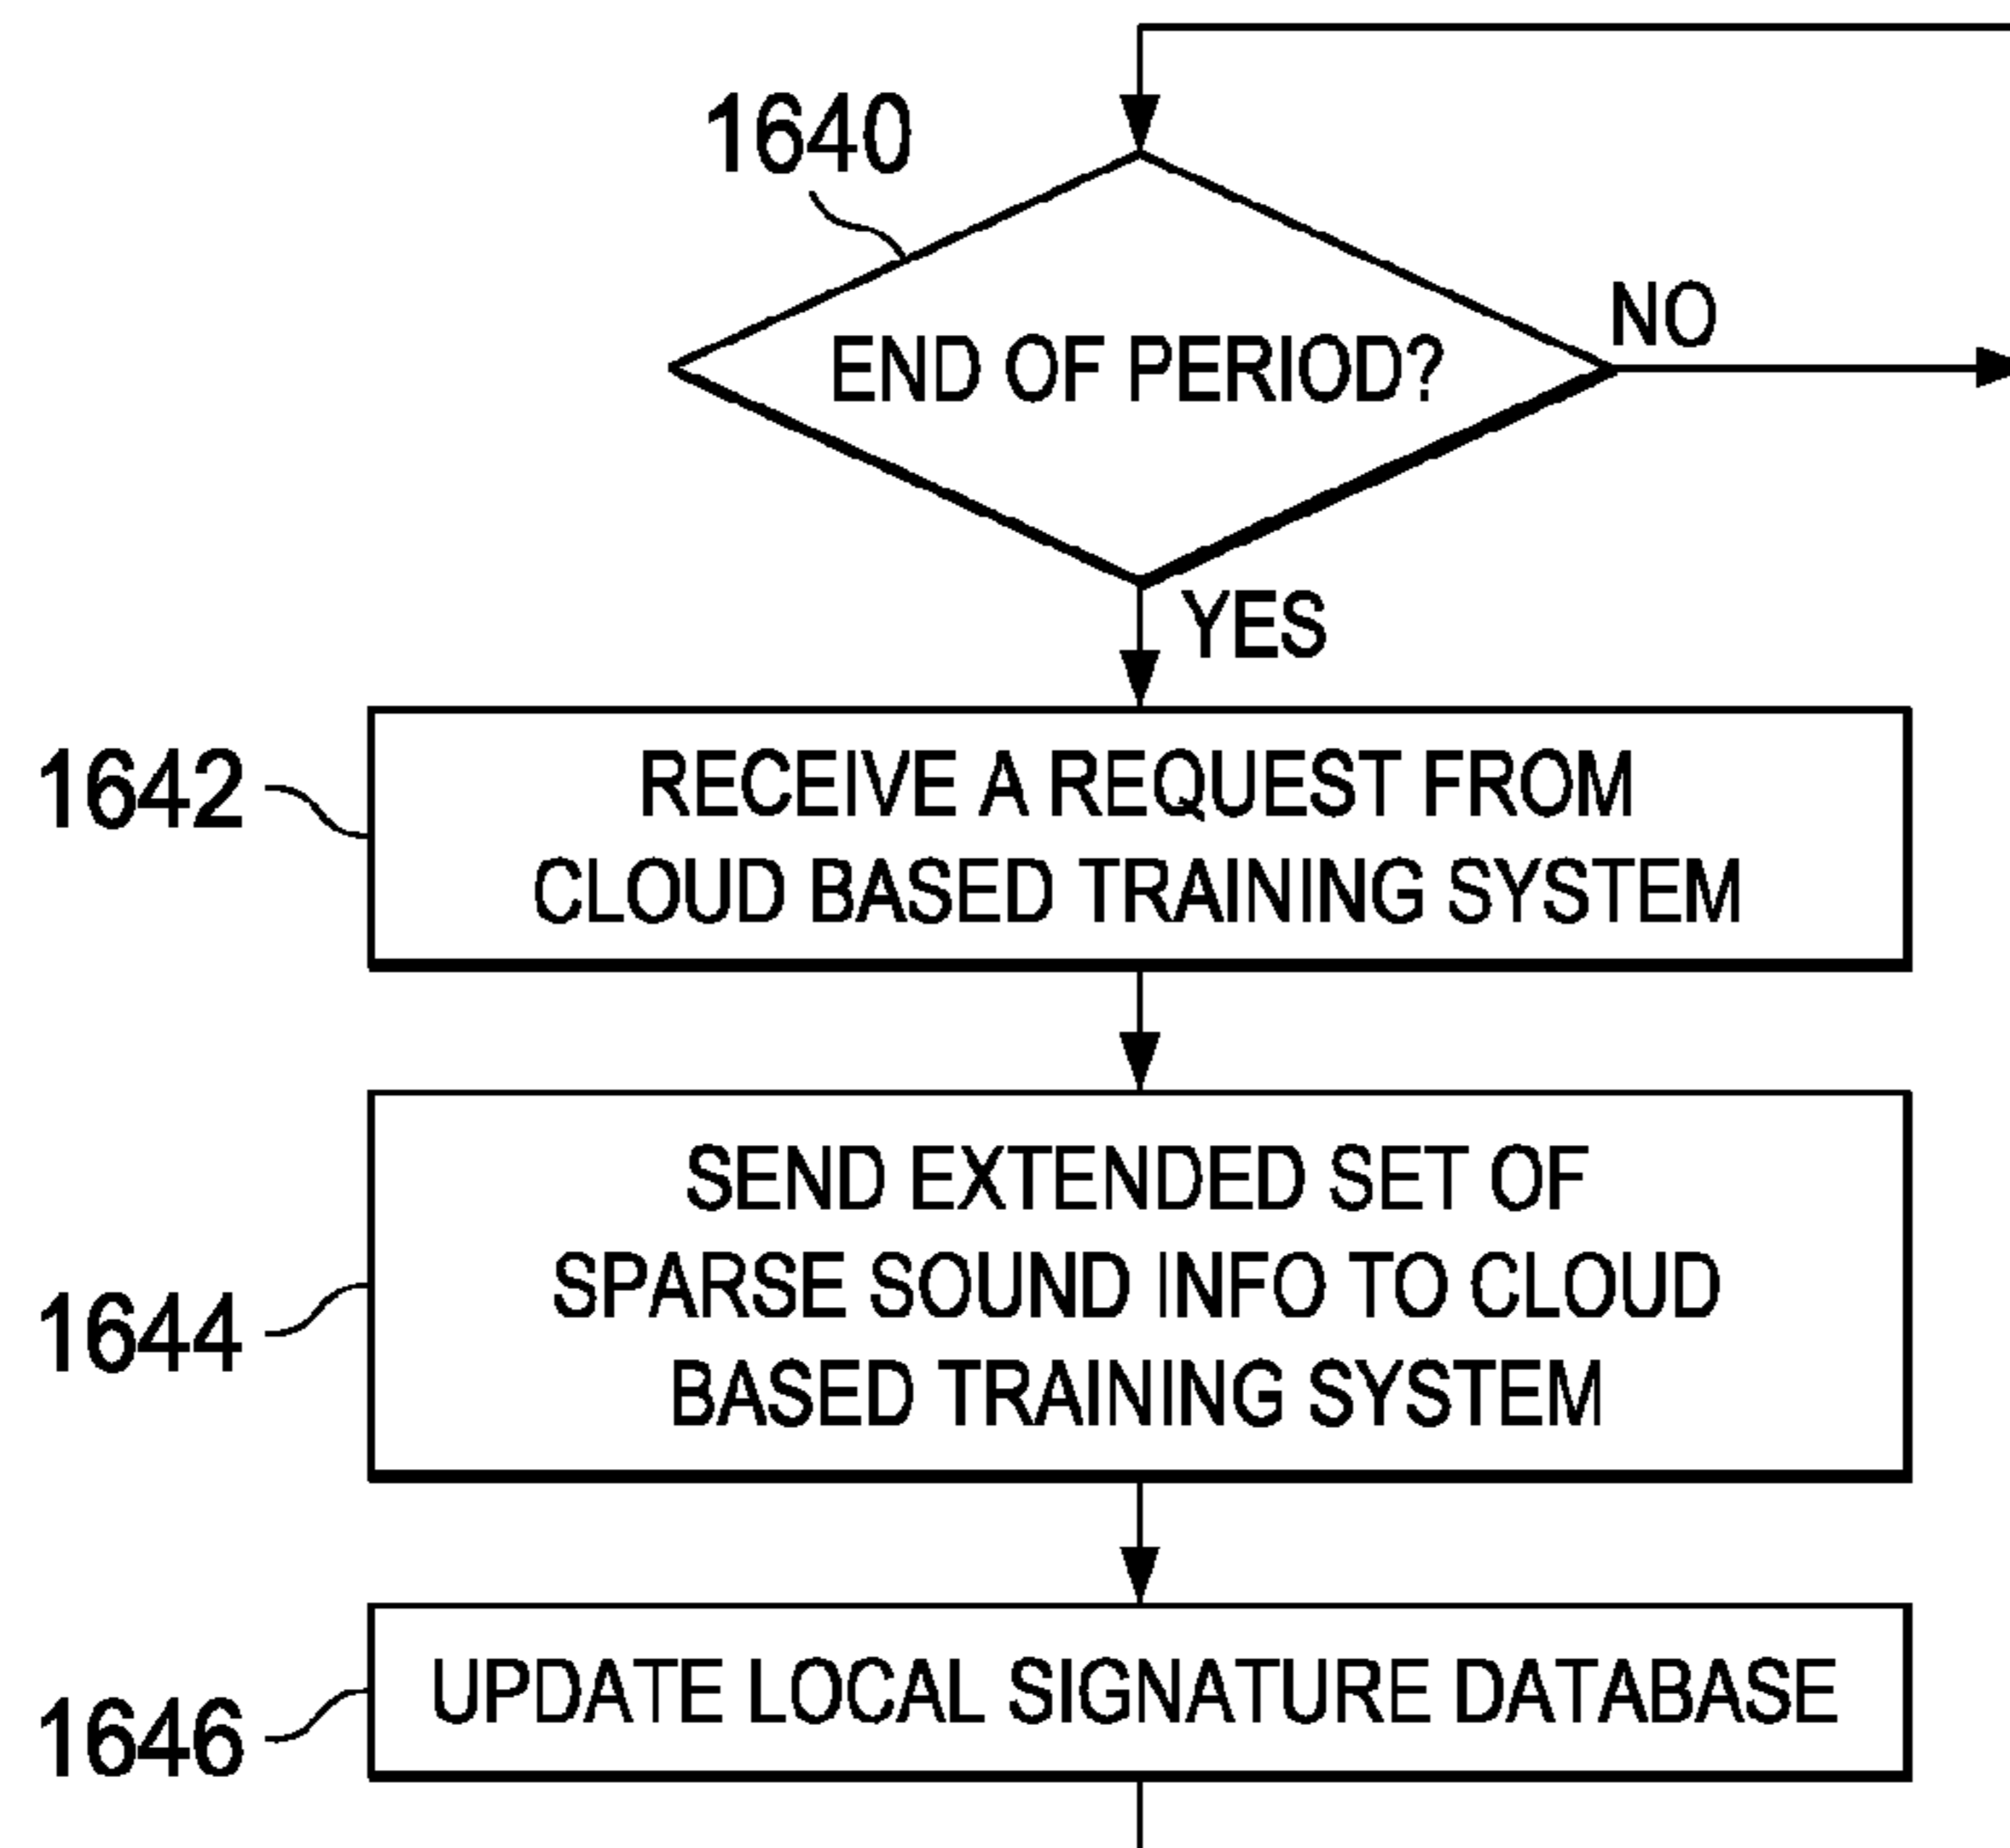 1640
END OF PERIOD?
NO
YES
1642
RECEIVE A REQUEST FROM
CLOUD BASED TRAINING SYSTEM
1644
SEND EXTENDED SET OF
SPARSE SOUND INFO TO CLOUD
BASED TRAINING SYSTEM
1646
UPDATE LOCAL SIGNATURE DATABASE